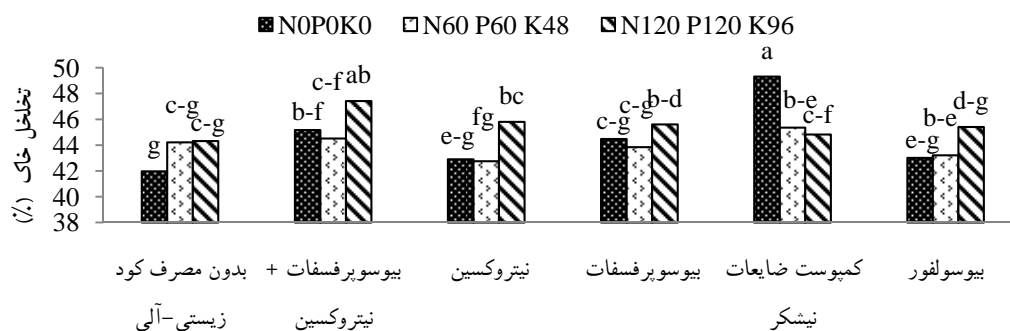 N0P0K0 N60 P60 K48 N120 P120 K96
تخلخل خاک (٪)
50
48
46
44
42
40
38
g c-g c-g
b-f c-f ab
e-g fg bc
c-g c-g b-d
a b-e c-f
e-g b-e d-g
بدون مصرف کود
زیستی-آلی
بیوسوپرفسفات +
نیتروکسین
نیتروکسین
بیوسوپرفسفات
کمپوست ضایعات
نیشکر
بیوسولفور